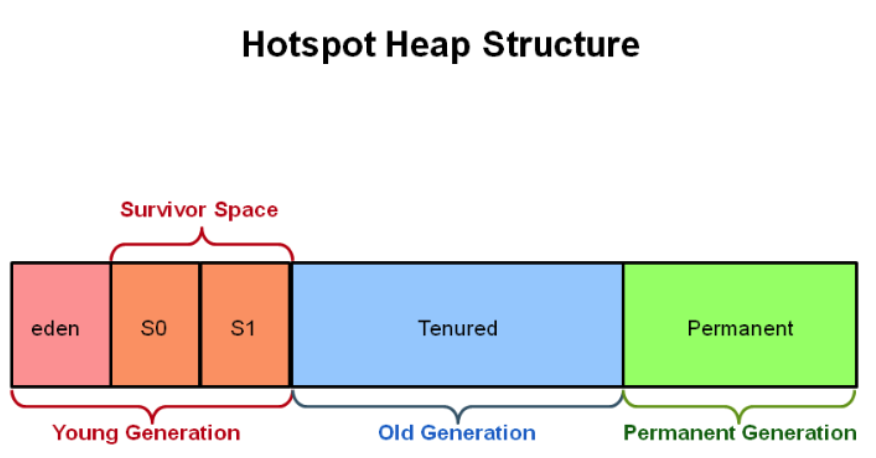 Hotspot Heap Structure
Survivor Space
eden S0 S1 Tenured Permanent
Young Generation Old Generation Permanent Generation